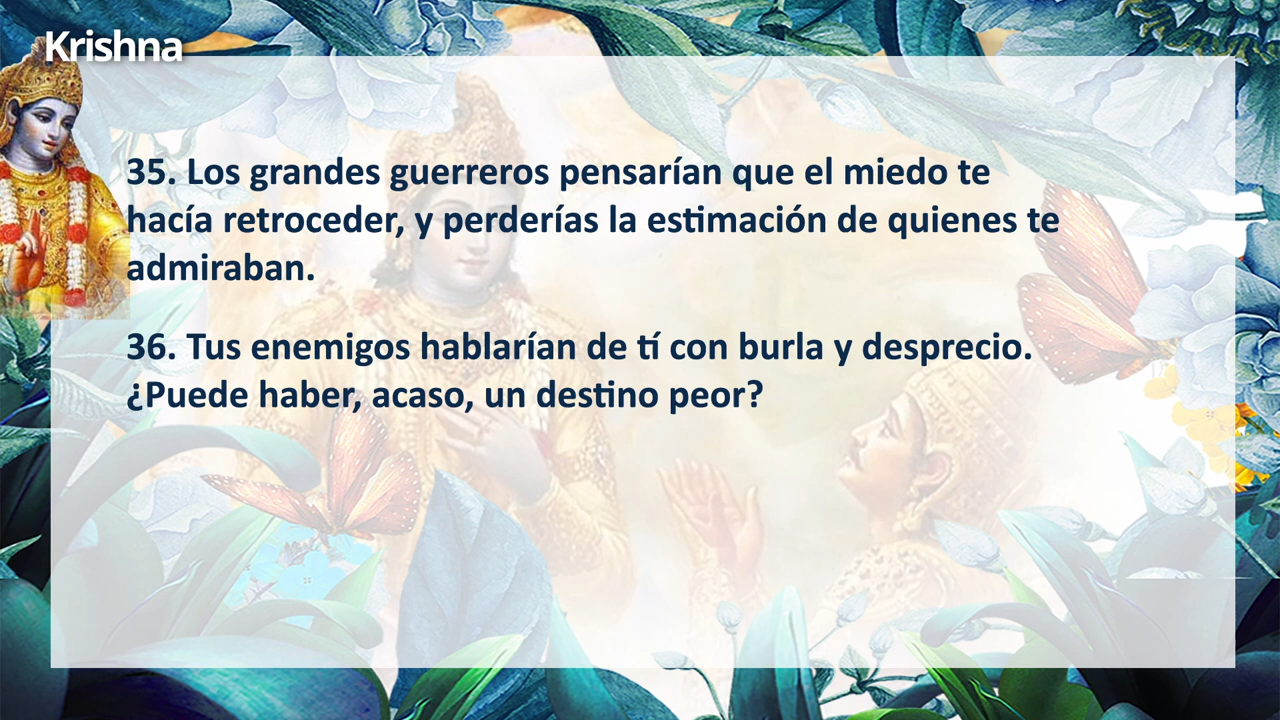 Krishna
35. Los grandes guerreros pensarían que el miedo te
hacía retroceder, y perderías la estimación de quienes te
admiraban.
36. Tus enemigos hablarían de tí con burla y desprecio.
¿Puede haber, acaso, un destino peor?